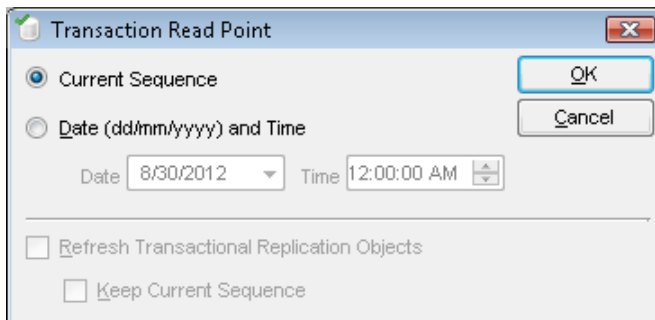 Transaction Read Point
Current Sequence
OK
Date (dd/mm/yyyy) and Time
Cancel
Date 8/30/2012 Time 12:00:00 AM
Refresh Transactional Replication Objects
Keep Current Sequence